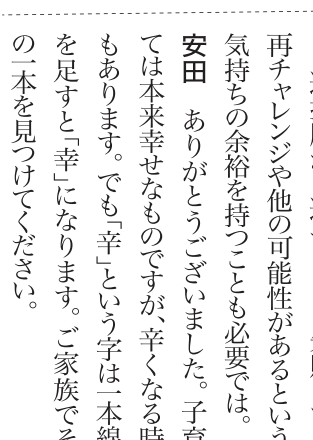 再チャレンジや他の可能性があるという
気持ちの余裕を持つことも必要では。
安田　ありがとうございました。子育
ては本来幸せなものですが、辛くなる時
もあります。でも「辛」という字は一本線
を足すと「幸」になります。ご家族でそ
の一本を見つけてください。